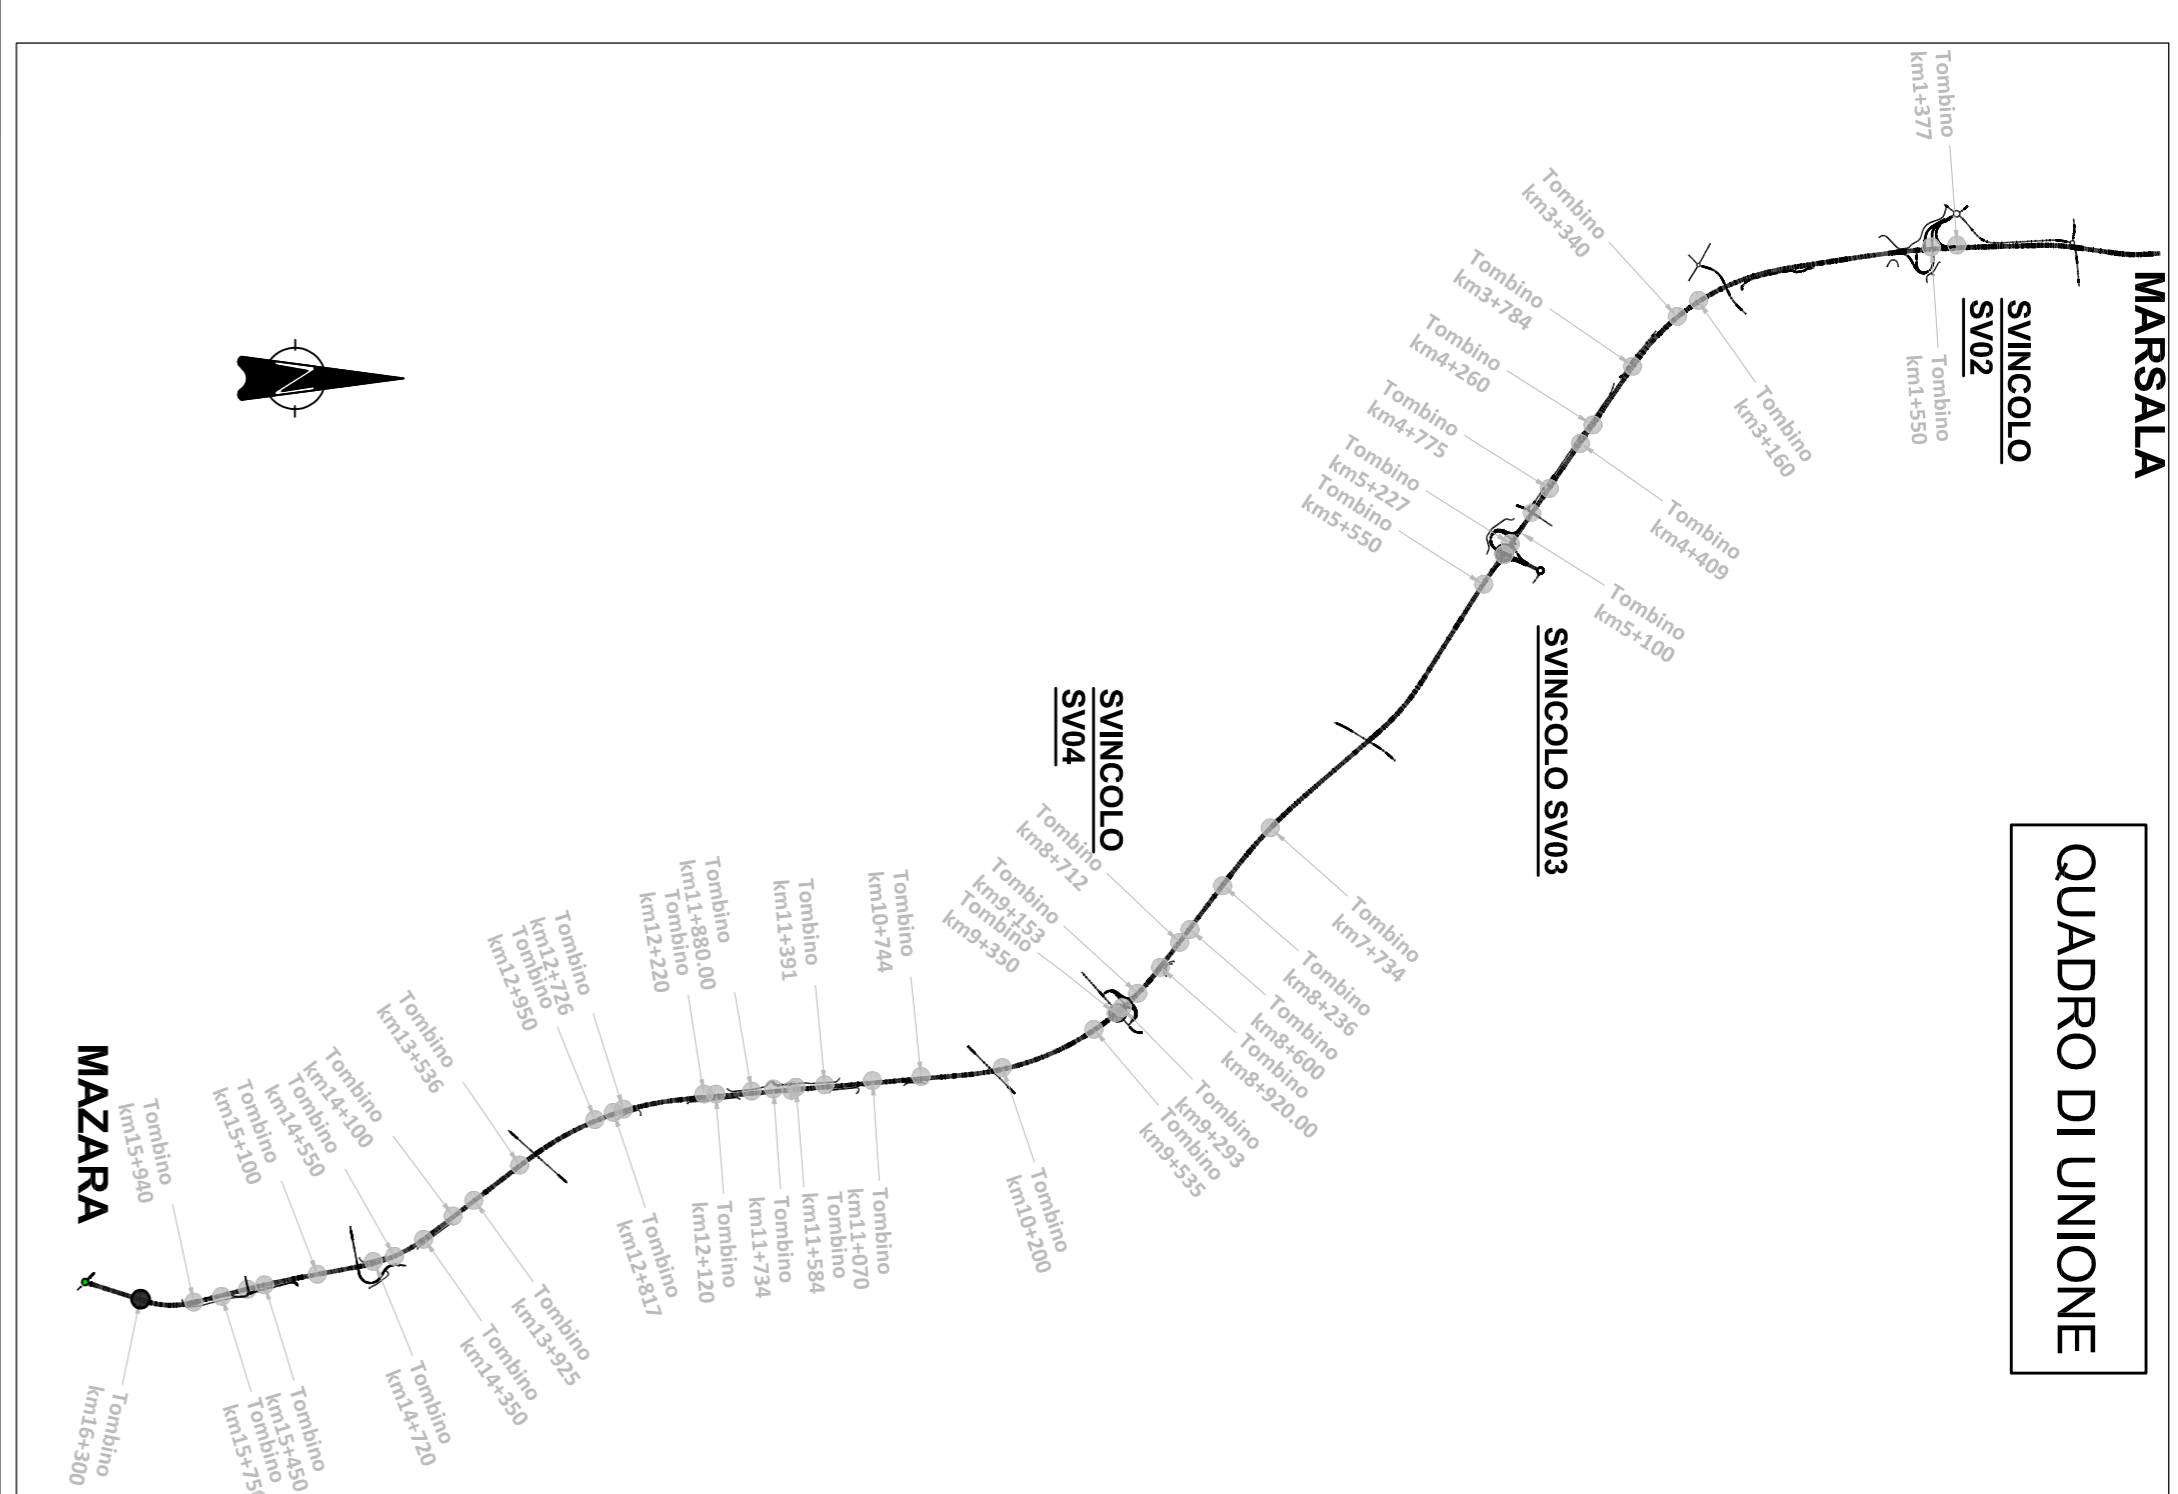 MARSALA
SVINCOLO
SV02
QUADRO DI UNIONE
Tombino
km1+377
Tombino
km1+550
Tombino
km3+160
Tombino
km3+340
Tombino
km3+784
Tombino
km4+260
Tombino
km4+409
Tombino
km4+775
Tombino
km5+100
Tombino
km5+227
Tombino
km5+550
SVINCOLO SV03
Tombino
km7+734
Tombino
km8+236
Tombino
km8+600
Tombino
km8+712
Tombino
km8+920.00
SVINCOLO
SV04
Tombino
km9+153
Tombino
km9+293
Tombino
km9+350
Tombino
km9+535
Tombino
km10+200
Tombino
km10+744
Tombino
km11+070
Tombino
km11+391
Tombino
km11+584
Tombino
km11+734
Tombino
km11+880.00
Tombino
km12+120
Tombino
km12+220
Tombino
km12+726
Tombino
km12+817
Tombino
km12+950
Tombino
km13+536
Tombino
km13+925
Tombino
km14+100
Tombino
km14+350
Tombino
km14+550
Tombino
km14+720
Tombino
km15+100
Tombino
km15+450
Tombino
Tombino
km15+940
Tombino
km16+300
MAZARA